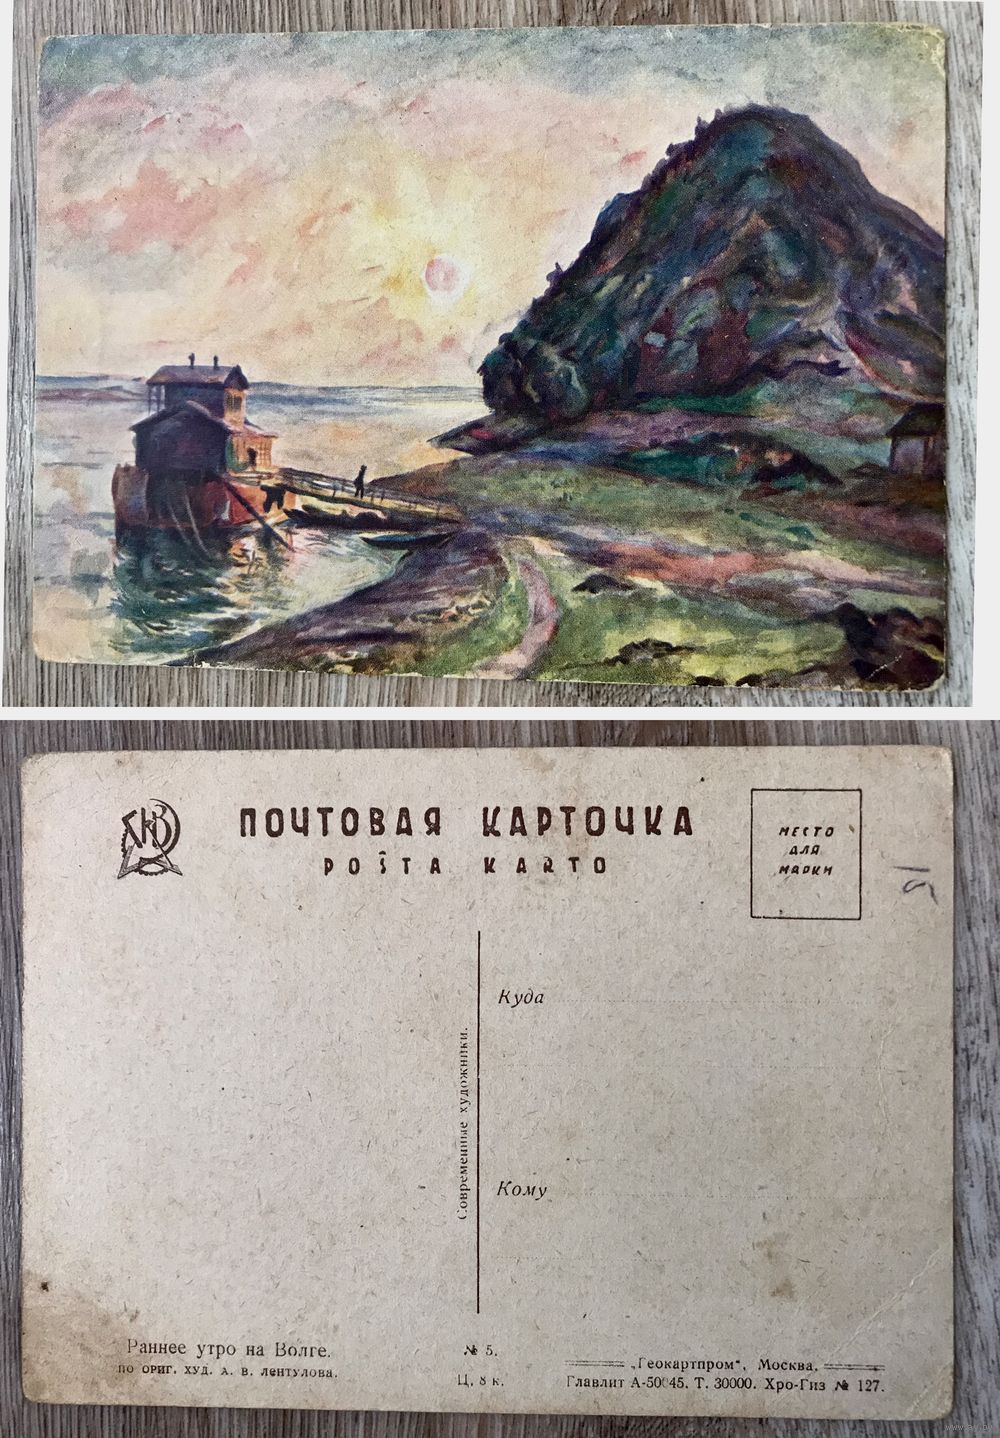 ПОЧТОВАЯ КАРТОЧКА
POŜTA KARTO
МЕСТО
ДЛЯ
МАРКИ
15
Куда
Современные художники.
Кому
Раннее утро на Волге.
по ориг. худ. А. В. Лентулова.
№ 5.
Ц. 8 к.
„Геокартпром“, Москва.
Главлит А-50045. Т. 30000. Хро-Гиз № 127.